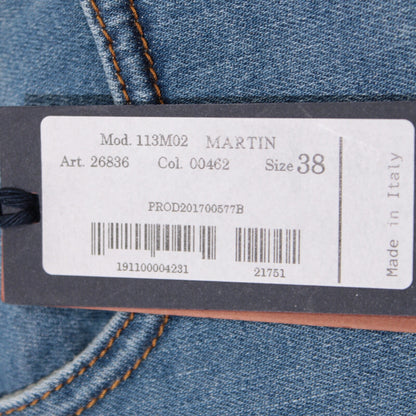 Mod. 113M02 MARTIN
Art. 26836 Col. 00462 Size 38
PROD201700577B
191100004231 21751
Made in Italy